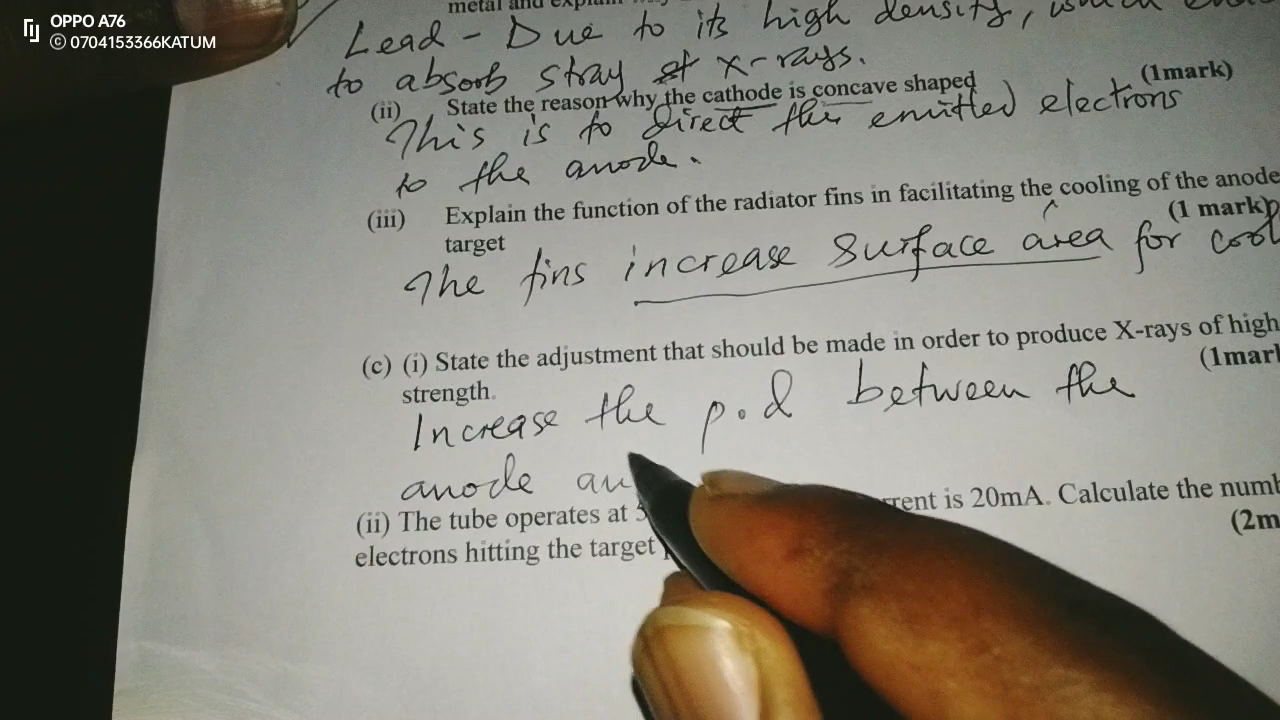 OPPO A76
© 0704153366KATUM
metal and explain
Lead - Due to its high density,
to absorb stray x-rays.
(1mark)
(ii) State the reason why the cathode is concave shaped
This is to direct the emitted electrons
to the anode.
(iii) Explain the function of the radiator fins in facilitating the cooling of the anode
target
(1 mark)
The fins increase surface area for cool
(c) (i) State the adjustment that should be made in order to produce X-rays of high
strength.
(1mar
Increase the p.d between the
anode an
(ii) The tube operates at 5 rent is 20mA. Calculate the numb
electrons hitting the target
(2m